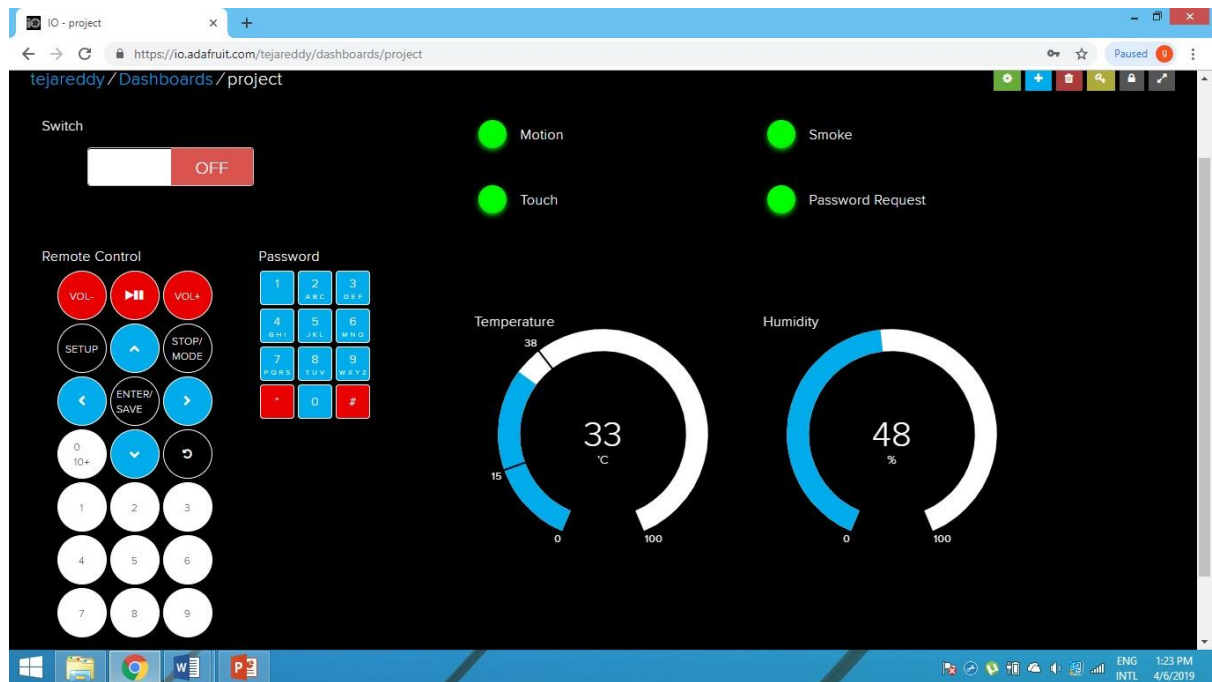 IO - project
https://io.adafruit.com/tejareddy/dashboards/project
Paused
g
tejareddy / Dashboards / project
Switch
OFF
Motion
Smoke
Touch
Password Request
Remote Control
VOL-
VOL+
SETUP
STOP/
MODE
ENTER/
SAVE
0
10+
1 2 3
4 5 6
7 8 9
Password
1 2 3
ABC DEF
4 5 6
GHI JKL MNO
7 8 9
PQRS TUV WXYZ
* 0 #
Temperature
38
33
'C
15
0 100
Humidity
48
%
0 100
ENG 1:23 PM
INTL 4/6/2019